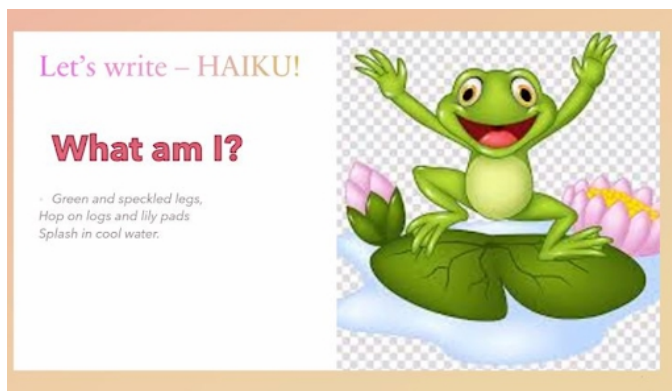 Let's write – HAIKU!
What am I?
Green and speckled legs,
Hop on logs and lily pads
Splash in cool water.